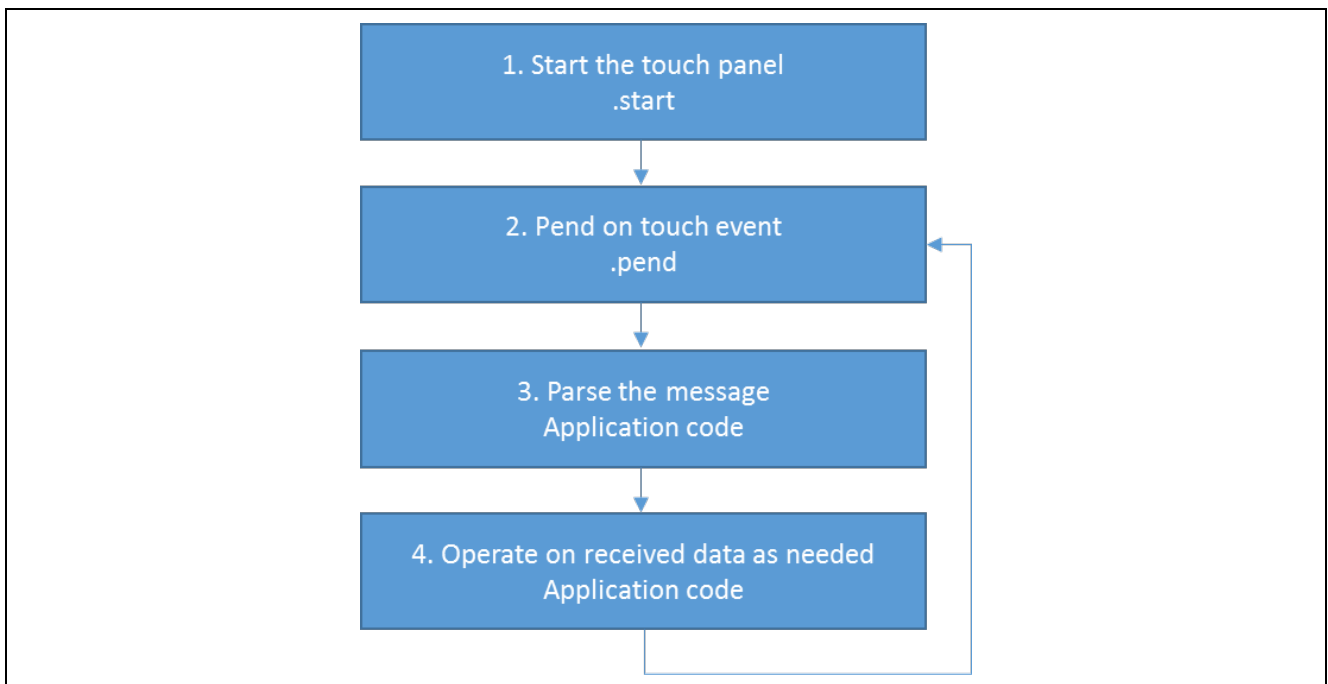 1. Start the touch panel
.start
2. Pend on touch event
.pend
3. Parse the message
Application code
4. Operate on received data as needed
Application code